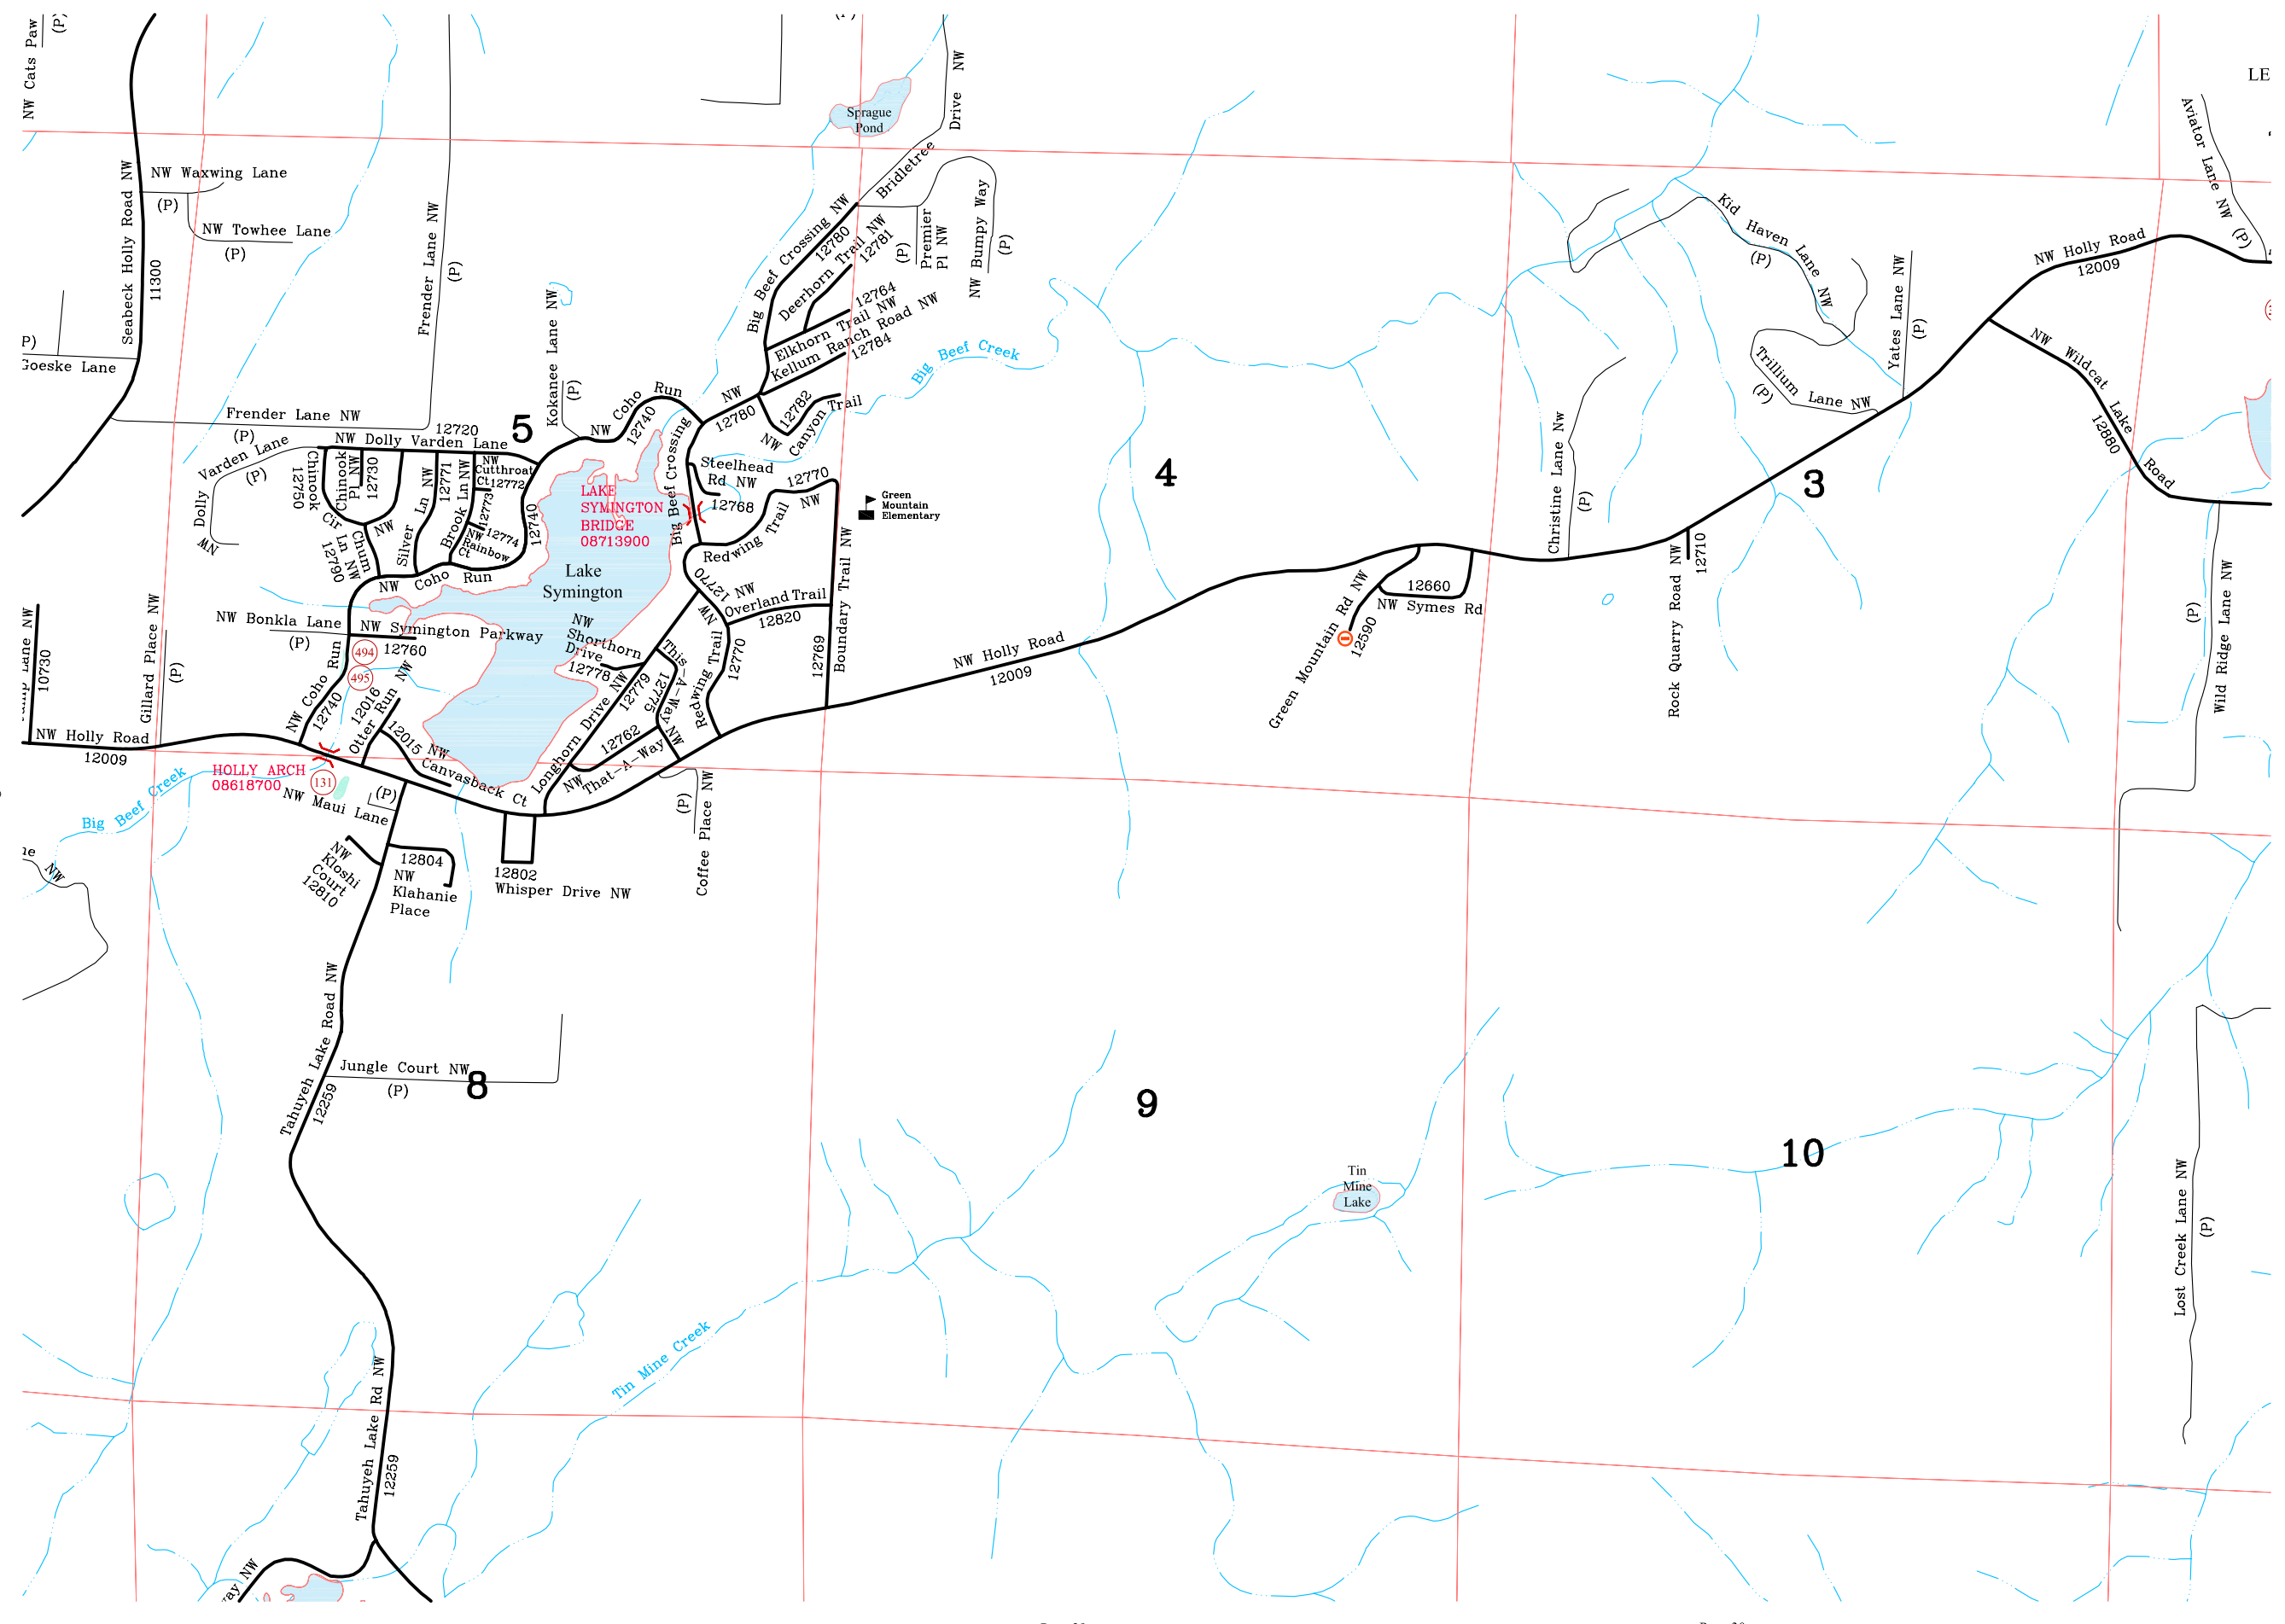 NW Cats Paw
(P)
(P)
LE
Drive NW
Sprague
Pond
Bridletree
Aviator Lane NW
(P)
Seabeck Holly Road NW
11300
NW Waxwing Lane
(P)
NW Towhee Lane
(P)
Frender Lane NW
(P)
Big Beef Crossing NW
12780
Deerhorn Trail NW
12781
(P)
Premier
Pl NW
NW Bumpy Way
(P)
Kid Haven Lane NW
(P)
NW Holly Road
12009
Yates Lane NW
(P)
P)
Goeske Lane
Kokanee Lane NW
(P)
12764
Elkhorn Trail NW
Kellum Ranch Road NW
12784
Big Beef Creek
Trillium Lane NW
(P)
NW Wildcat Lake Road
12880
Frender Lane NW
(P)
12720
5
NW Dolly Varden Lane
NW Coho Run
12740
NW
12780
12782
NW Canyon Trail
Dolly Varden Lane
(P)
NW
Chinook
12750
Cir
Chinook
Pl NW
12730
NW
Chum
Ln NW
12790
Silver Ln NW
12771
Brook Ln NW
NW
Cutthroat
Ct 12772
12773
12774
NW
Rainbow
Ct
12740
Big Beef Crossing
Steelhead
Rd NW
12768
12770
Redwing Trail NW
LAKE
SYMINGTON
BRIDGE
08713900
Green
Mountain
Elementary
4
3
Christine Lane Nw
(P)
Lake
Symington
NW Coho Run
12770
NW
NW
Overland Trail
12820
Boundary Trail NW
12769
12660
NW Symes Rd
Green Mountain Rd NW
12590
Rock Quarry Road NW
12710
Wild Ridge Lane NW
(P)
10730
Gillard Place NW
(P)
NW Bonkla Lane
(P)
NW Symington Parkway
12760
494
495
NW Coho Run
12740
NW
Shorthorn
Drive
12778
This-A-Way NW
12775
Redwing Trail
12770
Longhorn Drive NW
12779
12762
NW That-A-Way
NW Holly Road
12009
NW Holly Road
12009
12016
Otter Run NW
12015
NW
Canvasback Ct
HOLLY ARCH
08618700
131
NW Maui Lane
(P)
Big Beef Creek
Coffee Place NW
(P)
NW
NW
Kloshi
Court
12810
12804
NW
Klahanie
Place
12802
Whisper Drive NW
Tahuyeh Lake Road NW
12259
Jungle Court NW
(P)
8
9
10
Tin
Mine
Lake
Tin Mine Creek
Lost Creek Lane NW
(P)
Tahuyeh Lake Rd NW
12259